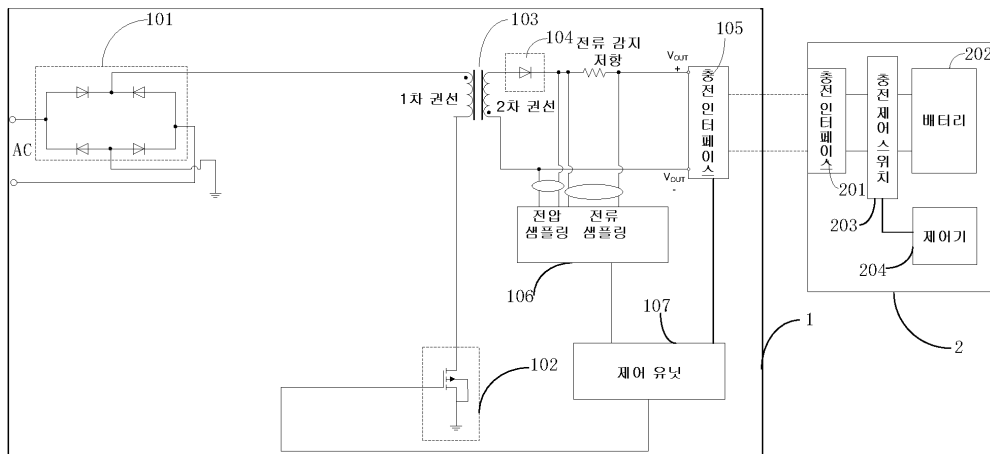 101
103
104
전류 감지
저항
105
VOUT
+
202
1차 권선
2차 권선
충전 인터페이스
충전 인터페이스
충전 제어 스위치
배터리
AC
VOUT
-
201
203
전압
샘플링
전류
샘플링
제어기
204
106
107
1
2
제어 유닛
102